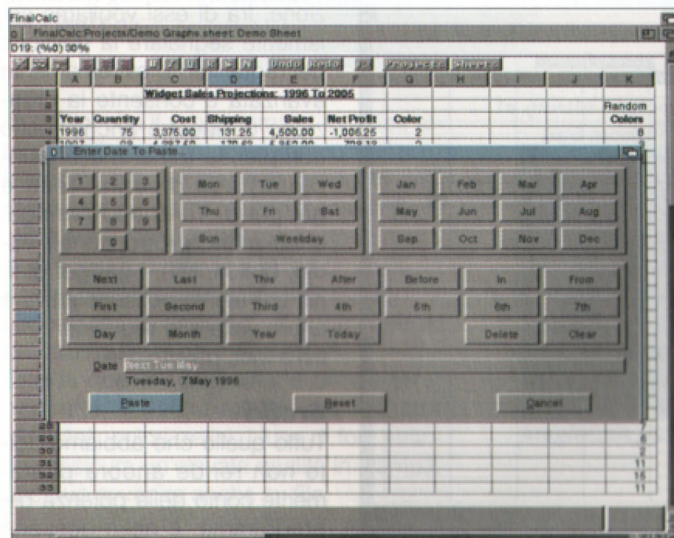 FinalCalc
FinalCalc:Projects/Demo Graphs.sheet: Demo Sheet
D19: (%0) 30%
B I U R S N Undo Redo Projects Sheets
A B C D E F G H I J K
1 Widget Sales Projections: 1996 To 2005
2 Random
3 Year Quantity Cost Shipping Sales Net Profit Color Colors
4 1996 75 3,375.00 131.25 4,500.00 -1,006.25 2 8
Enter Date To Paste..
1 2 3 Mon Tue Wed Jan Feb Mar Apr
4 5 6 Thu Fri Sat May Jun Jul Aug
7 8 9 Sun Weekday Sep Oct Nov Dec
0
Next Last This After Before In From
First Second Third 4th 5th 6th 7th
Day Month Year Today Delete Clear
Date Next Tue May
Tuesday, 7 May 1996
Paste Reset Cancel
28 7
29 6
30 2
31 11
32 15
33 11